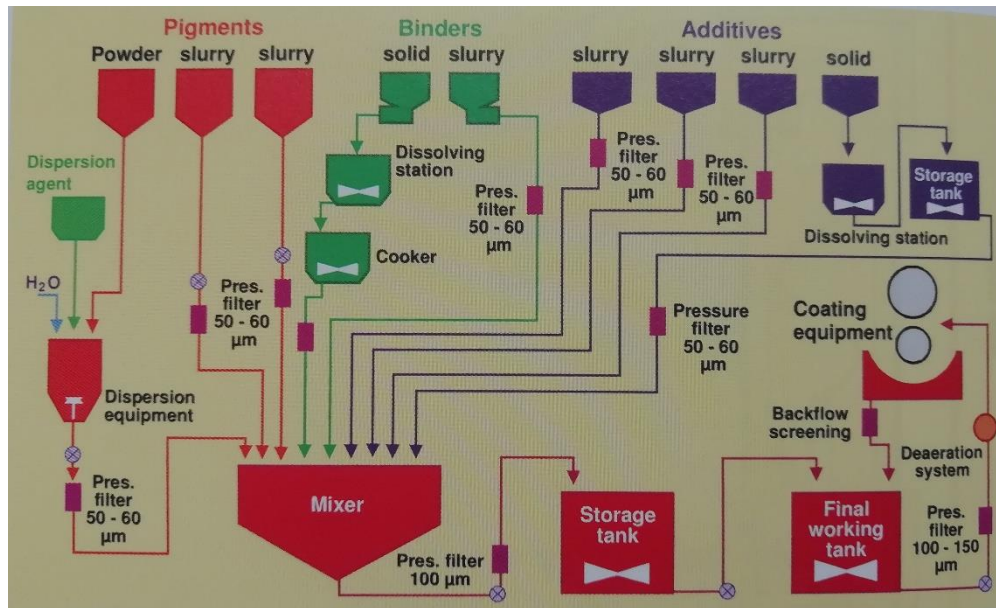 Pigments
Binders
Additives
Powder
slurry
slurry
solid
slurry
slurry
slurry
slurry
solid
Dispersion
agent
H₂O
Dispersion
equipment
Pres.
filter
50 - 60
µm
Pres.
filter
50 - 60
µm
Dissolving
station
Cooker
Pres.
filter
50 - 60
µm
Pres.
filter
50 - 60
µm
Pres.
filter
50 - 60
µm
Storage
tank
Dissolving station
Pressure
filter
50 - 60
µm
Coating
equipment
Backflow
screening
Deaeration
system
Mixer
Pres. filter
100 µm
Storage
tank
Final
working
tank
Pres.
filter
100 - 150
µm